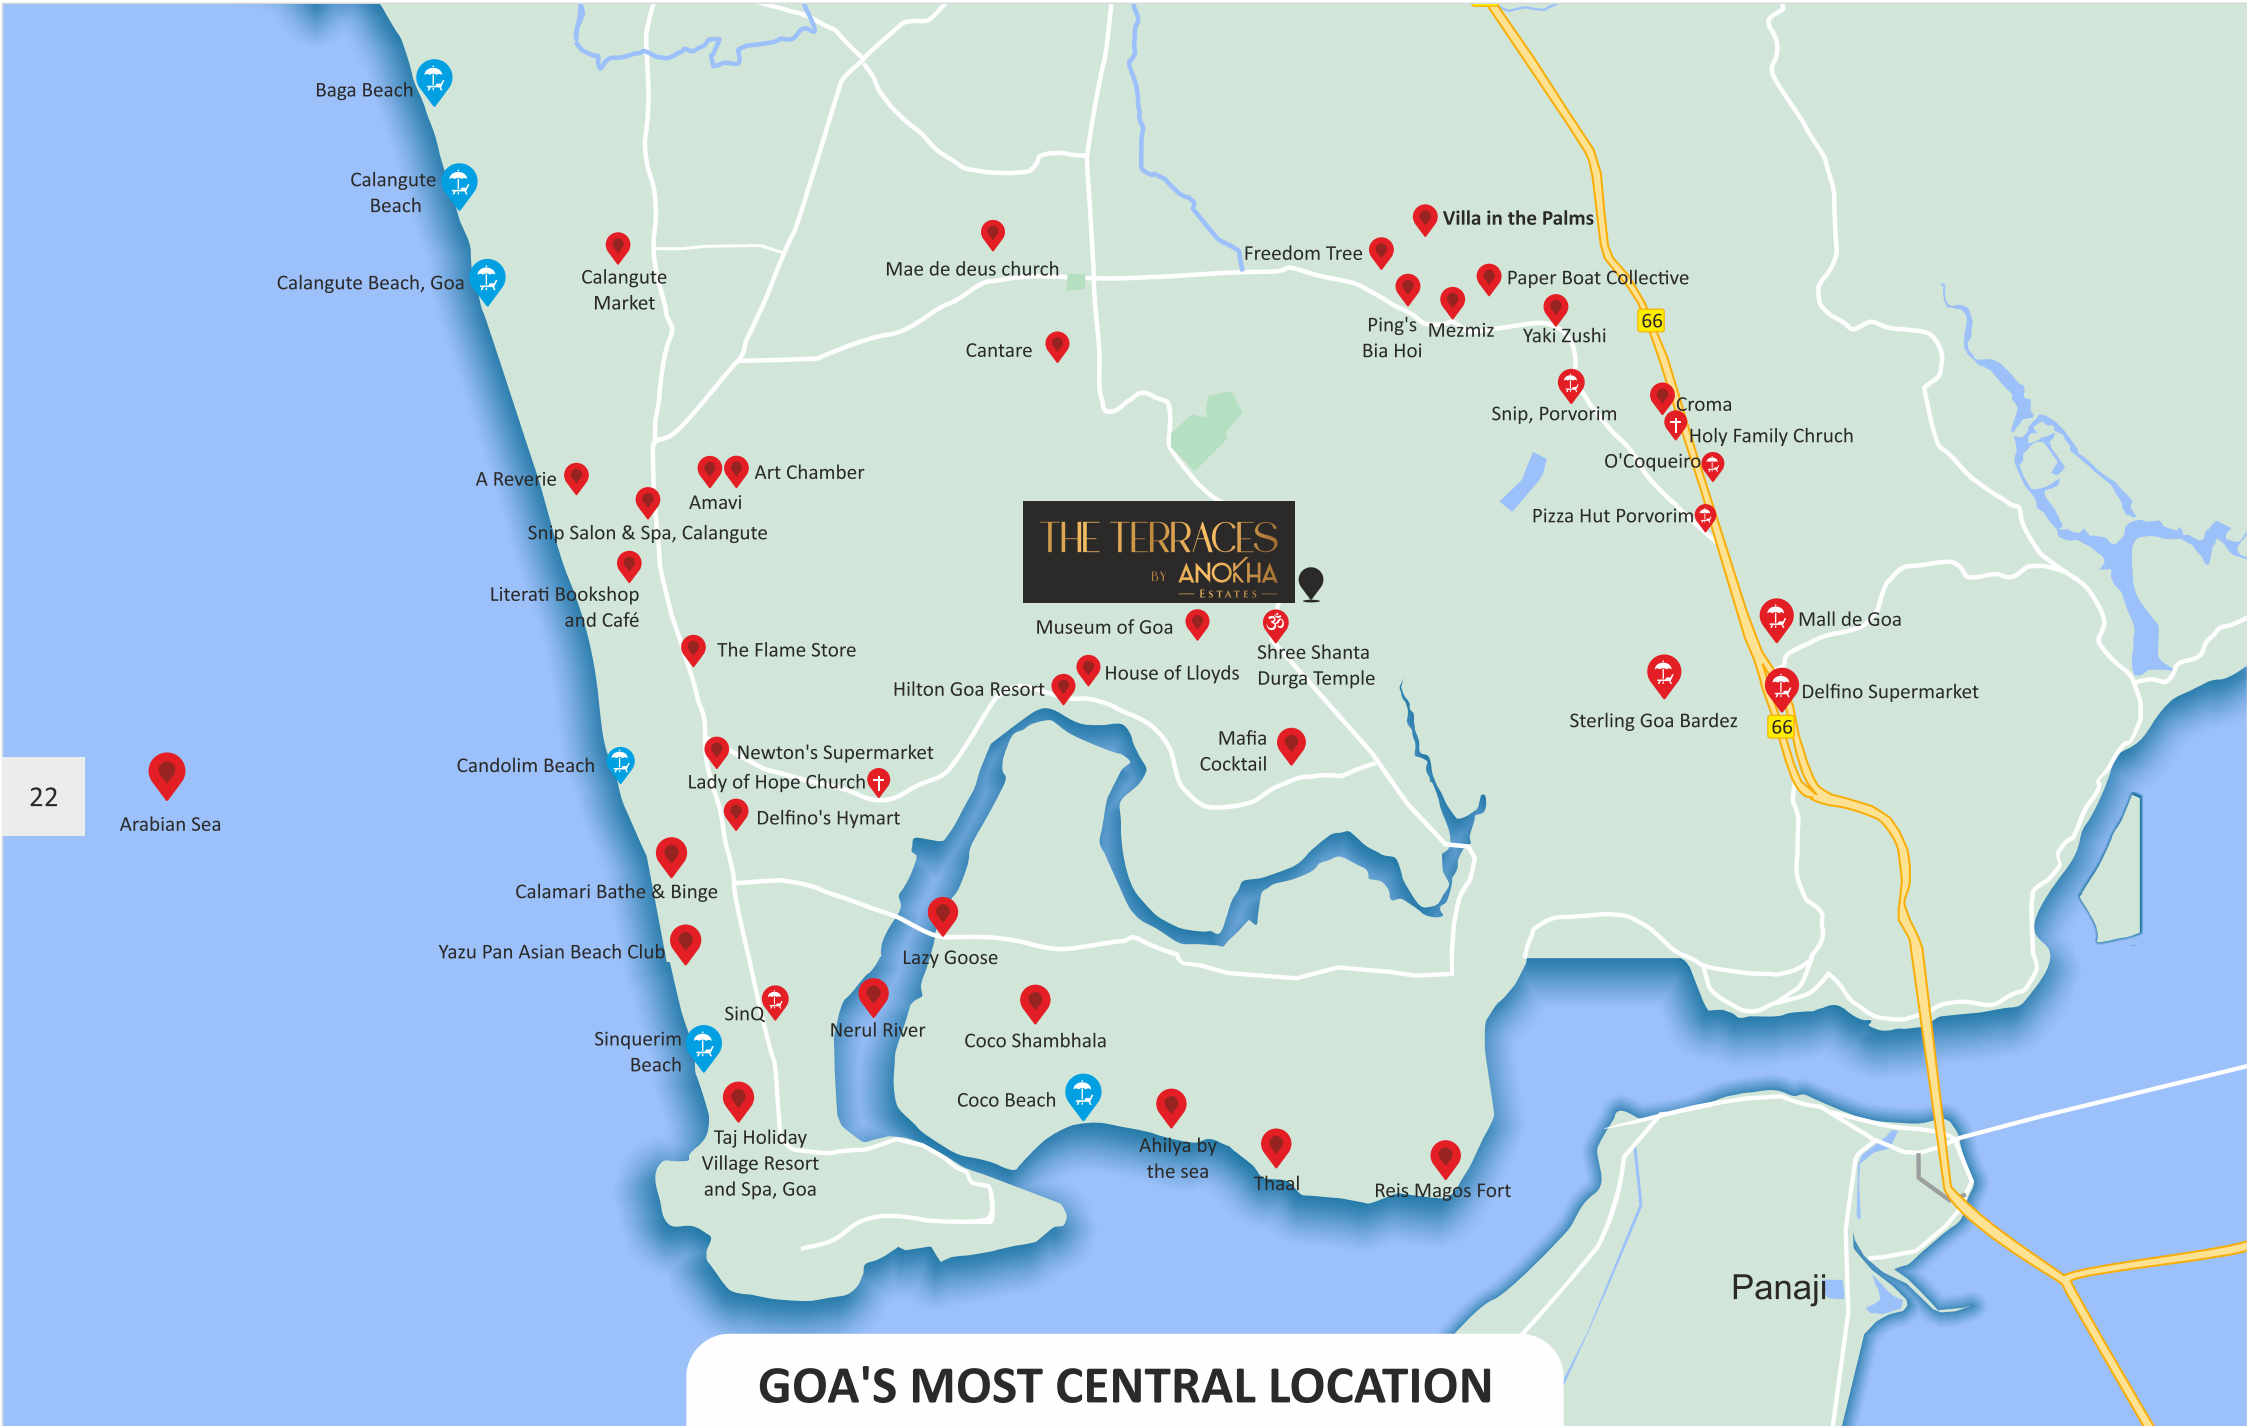 Baga Beach
Calangute
Beach
Calangute Beach, Goa
Calangute
Market
Mae de deus church
Cantare
Freedom Tree
Villa in the Palms
Paper Boat Collective
Ping's
Bia Hoi
Mezmiz
Yaki Zushi
66
Snip, Porvorim
Croma
Holy Family Chruch
O'Coqueiro
Pizza Hut Porvorim
A Reverie
Amavi
Art Chamber
Snip Salon & Spa, Calangute
Literati Bookshop
and Café
THE TERRACES
BY ANOKHA
ESTATES
Museum of Goa
Shree Shanta
Durga Temple
ॐ
The Flame Store
House of Lloyds
Hilton Goa Resort
Mall de Goa
Sterling Goa Bardez
Delfino Supermarket
66
Mafia
Cocktail
Newton's Supermarket
Candolim Beach
Lady of Hope Church
Delfino's Hymart
22
Arabian Sea
Calamari Bathe & Binge
Yazu Pan Asian Beach Club
Lazy Goose
SinQ
Nerul River
Coco Shambhala
Sinquerim
Beach
Coco Beach
Taj Holiday
Village Resort
and Spa, Goa
Ahilya by
the sea
Thaal
Reis Magos Fort
Panaji
GOA'S MOST CENTRAL LOCATION